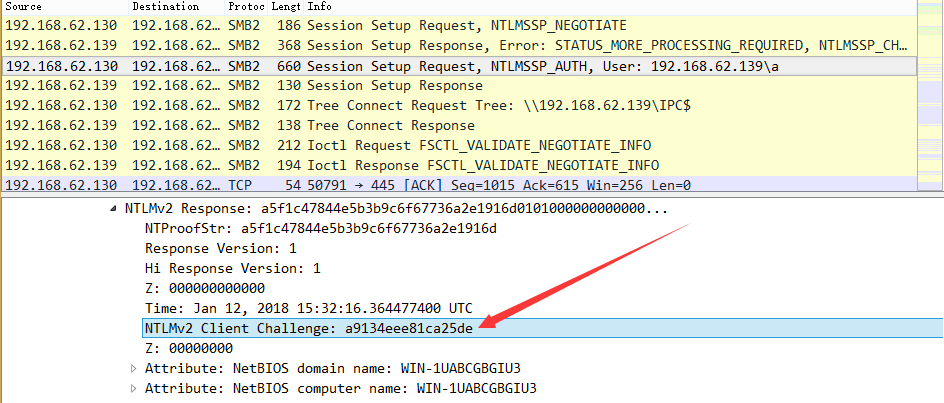 Source Destination Protoc Lengt Info
192.168.62.130 192.168.62... SMB2 186 Session Setup Request, NTLMSSP_NEGOTIATE
192.168.62.139 192.168.62... SMB2 368 Session Setup Response, Error: STATUS_MORE_PROCESSING_REQUIRED, NTLMSSP_CH...
192.168.62.130 192.168.62... SMB2 660 Session Setup Request, NTLMSSP_AUTH, User: 192.168.62.139\a
192.168.62.139 192.168.62... SMB2 130 Session Setup Response
192.168.62.130 192.168.62... SMB2 172 Tree Connect Request Tree: \\192.168.62.139\IPC$
192.168.62.139 192.168.62... SMB2 138 Tree Connect Response
192.168.62.130 192.168.62... SMB2 212 Ioctl Request FSCTL_VALIDATE_NEGOTIATE_INFO
192.168.62.139 192.168.62... SMB2 194 Ioctl Response FSCTL_VALIDATE_NEGOTIATE_INFO
192.168.62.130 192.168.62... TCP 54 50791 → 445 [ACK] Seq=1015 Ack=615 Win=256 Len=0
NTLMv2 Response: a5f1c47844e5b3b9c6f67736a2e1916d0101000000000000...
NTProofStr: a5f1c47844e5b3b9c6f67736a2e1916d
Response Version: 1
Hi Response Version: 1
Z: 000000000000
Time: Jan 12, 2018 15:32:16.364477400 UTC
NTLMv2 Client Challenge: a9134eee81ca25de
Z: 00000000
Attribute: NetBIOS domain name: WIN-1UABCGBGIU3
Attribute: NetBIOS computer name: WIN-1UABCGBGIU3